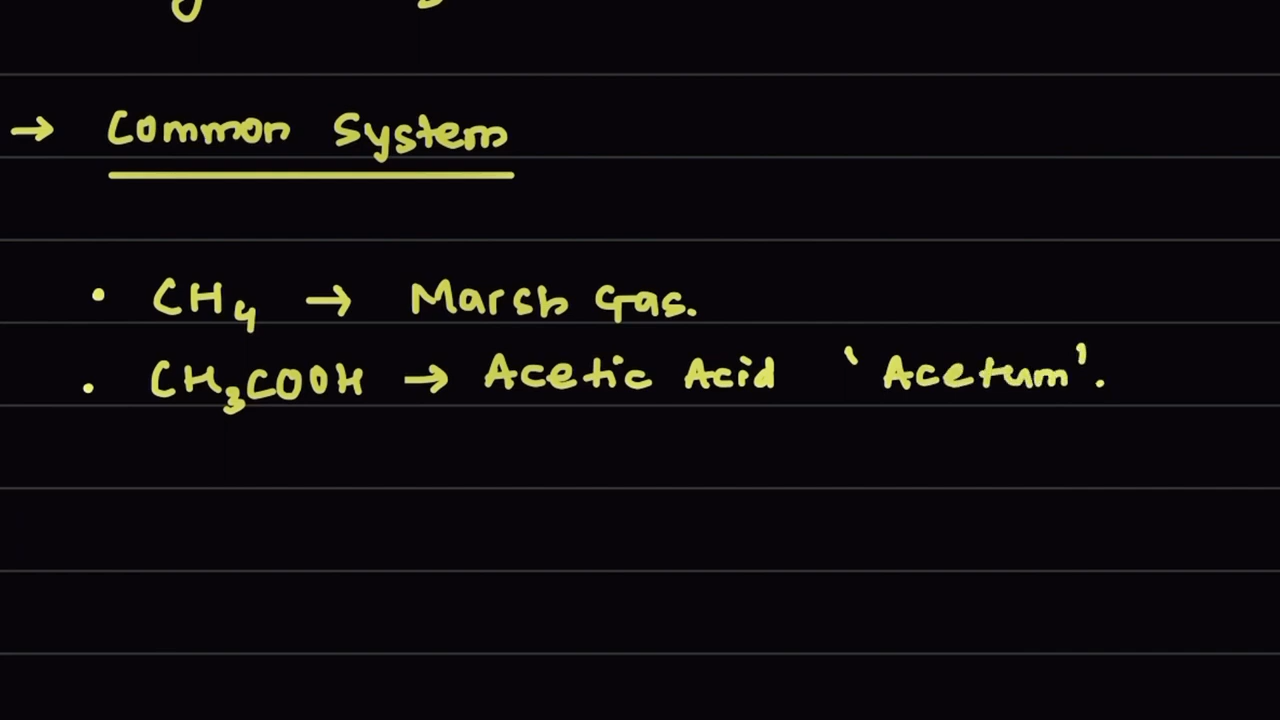 → Common System
• CH₄ → Marsh Gas.
• CH₃COOH → Acetic Acid 'Acetum'.